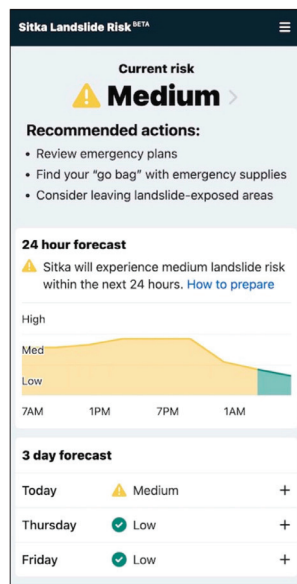 Sitka Landslide Risk BETA
Current risk
Medium
Recommended actions:
• Review emergency plans
• Find your “go bag” with emergency supplies
• Consider leaving landslide-exposed areas
24 hour forecast
Sitka will experience medium landslide risk
within the next 24 hours. How to prepare
High
Med
Low
7AM 1PM 7PM 1AM
3 day forecast
Today Medium +
Thursday Low +
Friday Low +